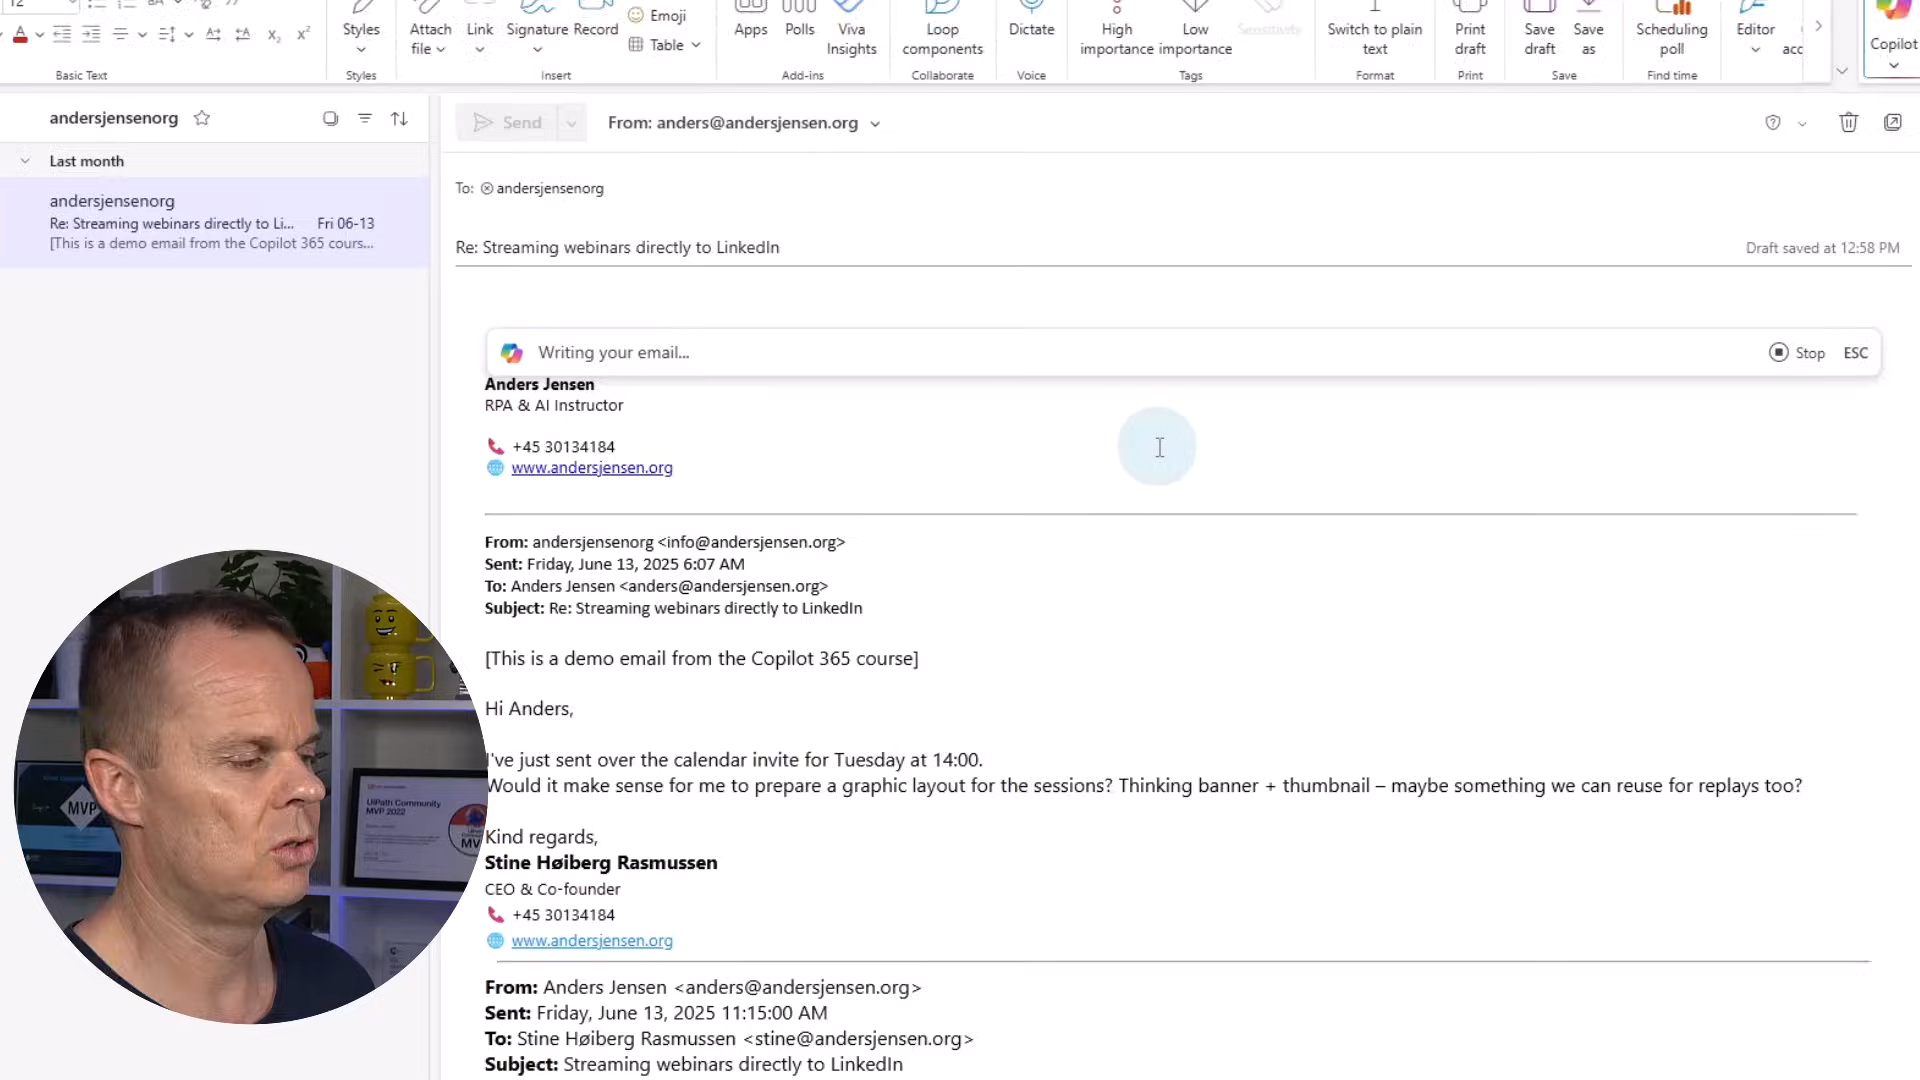 12
A
Basic Text
x₂ x²
Styles
Styles
Attach file
Link
Signature
Record
Emoji
Table
Insert
Apps
Polls
Viva Insights
Add-ins
Loop components
Collaborate
Dictate
Voice
High importance
Low importance
Sensitivity
Tags
Switch to plain text
Format
Print draft
Print
Save draft
Save as
Save
Scheduling poll
Find time
Editor
acc
Copilot
andersjensenorg
Last month
andersjensenorg
Re: Streaming webinars directly to Li... Fri 06-13
[This is a demo email from the Copilot 365 cours...
Send
From: anders@andersjensen.org
To: andersjensenorg
Re: Streaming webinars directly to LinkedIn
Draft saved at 12:58 PM
Writing your email...
Stop ESC
Anders Jensen
RPA & AI Instructor
+45 30134184
www.andersjensen.org
From: andersjensenorg <info@andersjensen.org>
Sent: Friday, June 13, 2025 6:07 AM
To: Anders Jensen <anders@andersjensen.org>
Subject: Re: Streaming webinars directly to LinkedIn
[This is a demo email from the Copilot 365 course]
Hi Anders,
I've just sent over the calendar invite for Tuesday at 14:00.
Would it make sense for me to prepare a graphic layout for the sessions? Thinking banner + thumbnail – maybe something we can reuse for replays too?
Kind regards,
Stine Høiberg Rasmussen
CEO & Co-founder
+45 30134184
www.andersjensen.org
From: Anders Jensen <anders@andersjensen.org>
Sent: Friday, June 13, 2025 11:15:00 AM
To: Stine Høiberg Rasmussen <stine@andersjensen.org>
Subject: Streaming webinars directly to LinkedIn
MVP
UiPath Community
MVP 2022